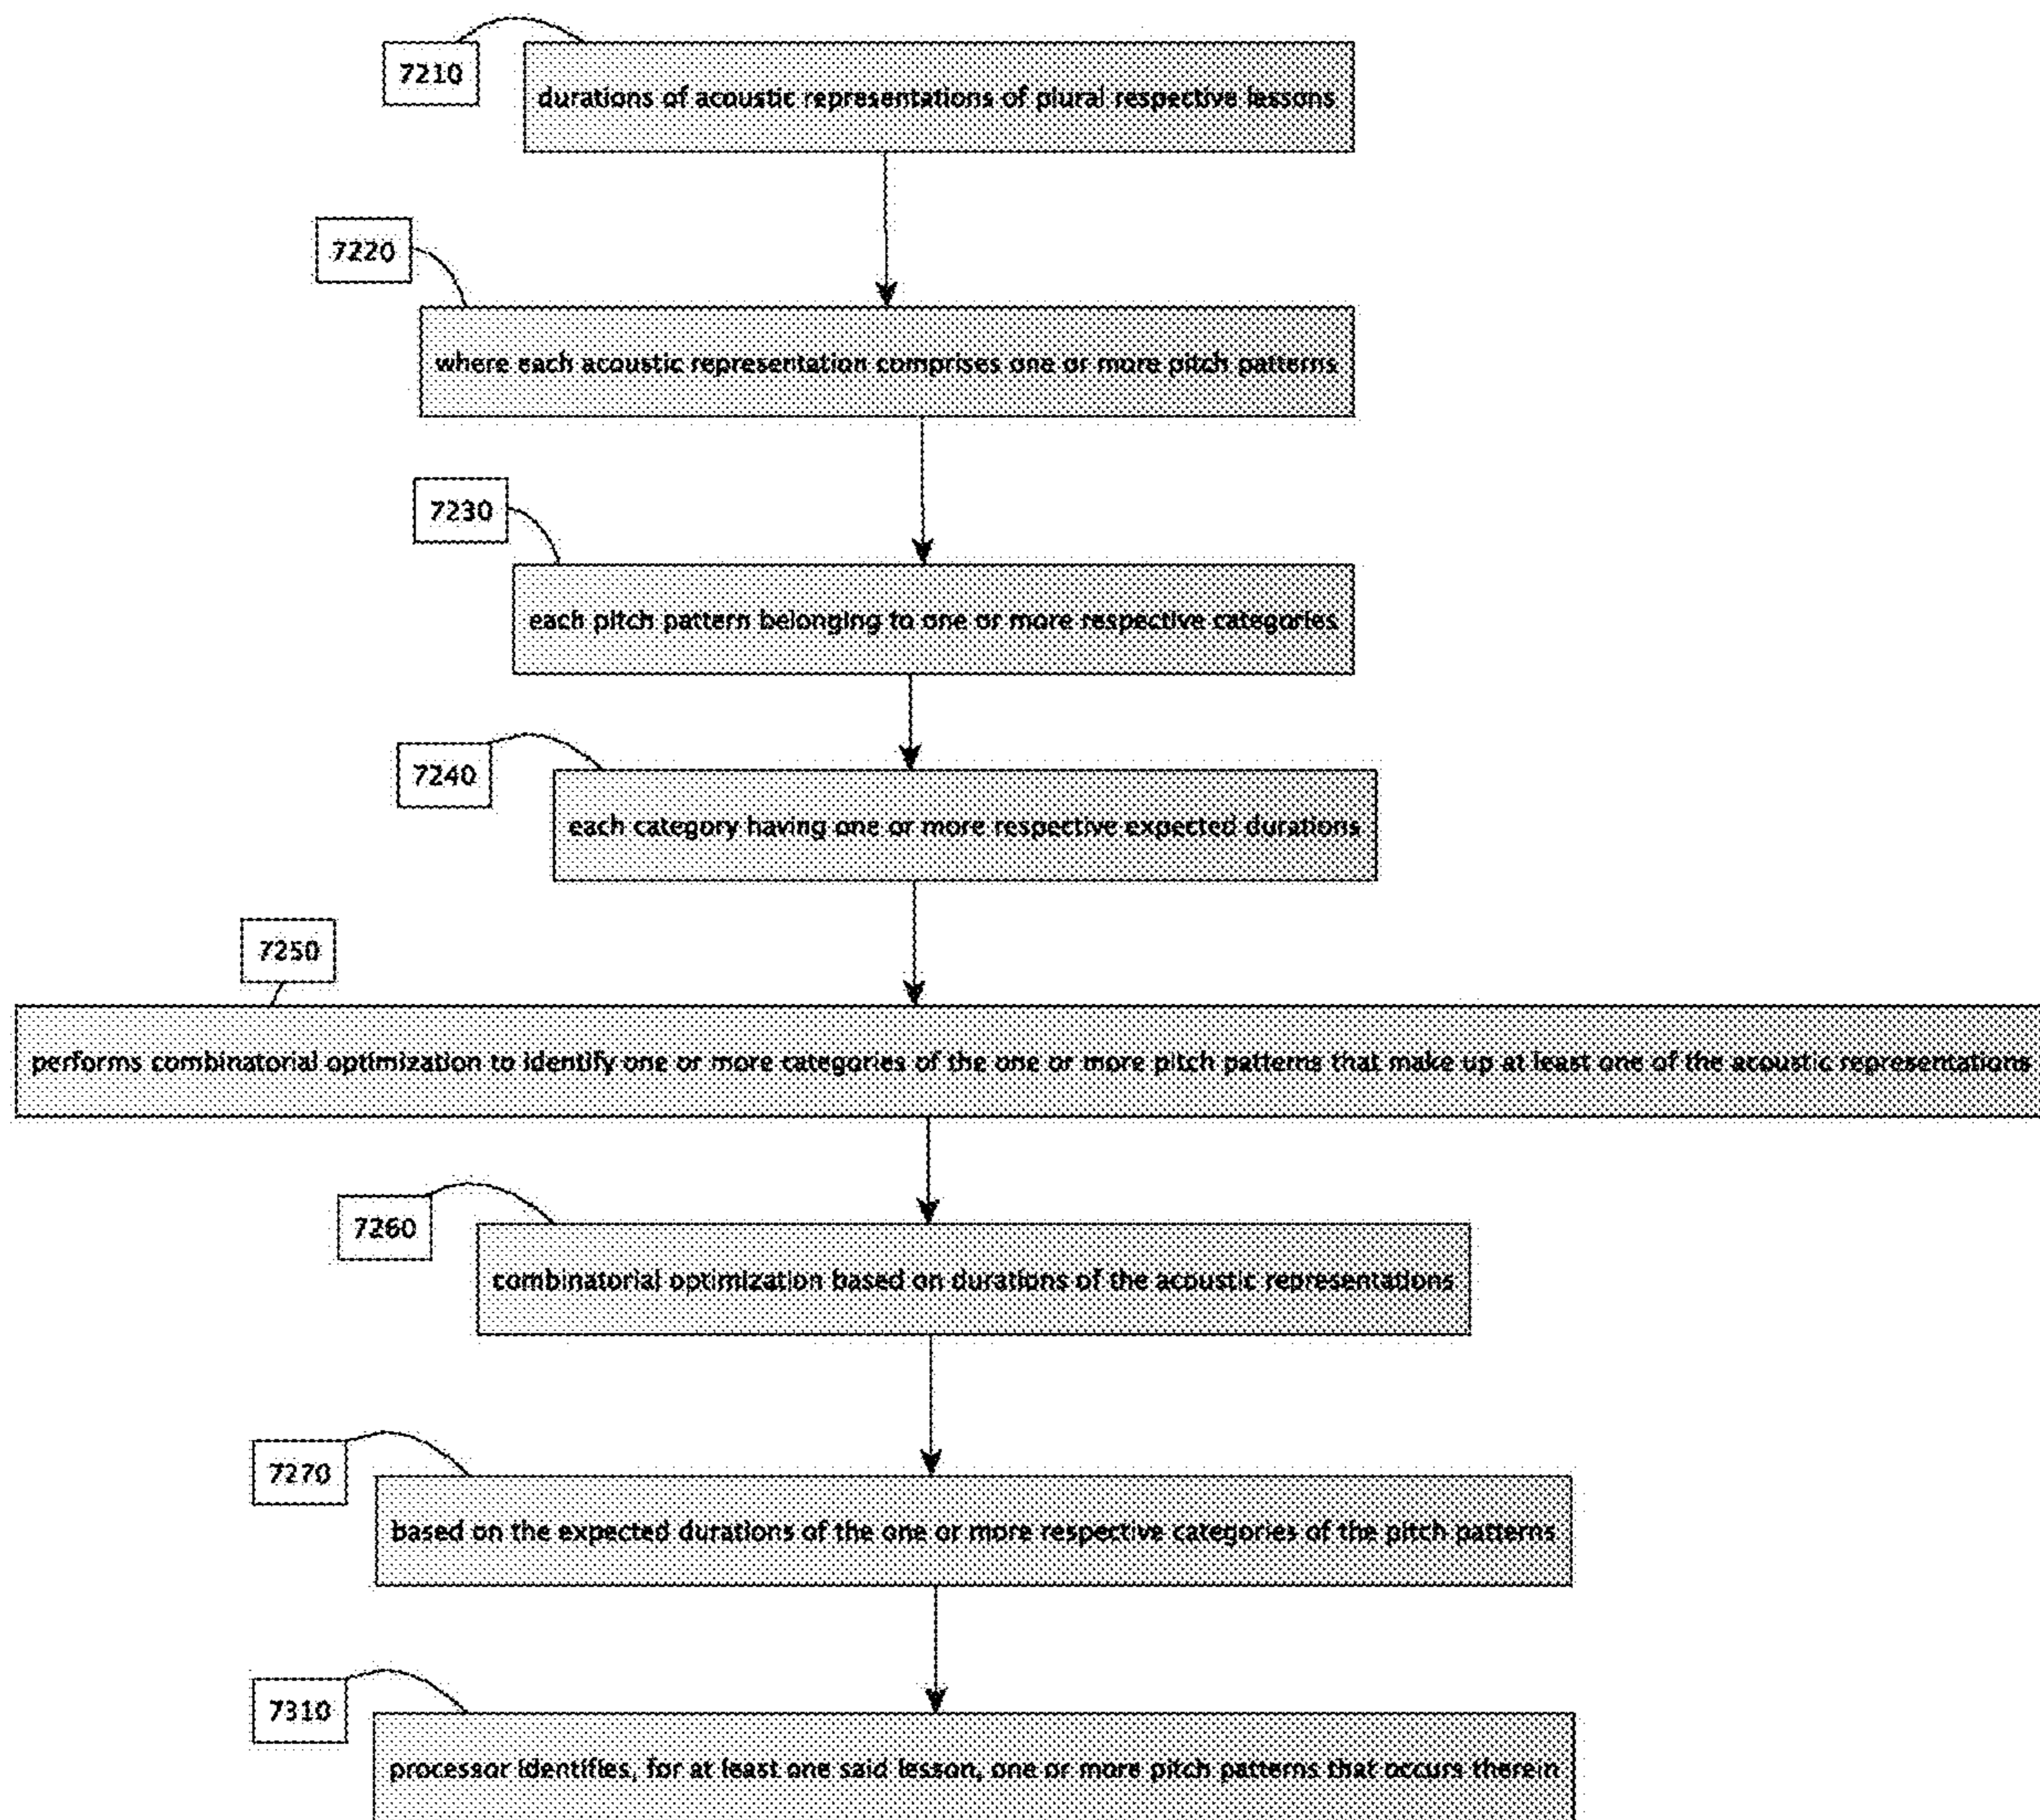 7210
durations of acoustic representations of plural respective lessons
7220
where each acoustic representation comprises one or more pitch patterns
7230
each pitch pattern belonging to one or more respective categories
7240
each category having one or more respective expected durations
7250
performs combinatorial optimization to identify one or more categories of the one or more pitch patterns that make up at least one of the acoustic representations
7260
combinatorial optimization based on durations of the acoustic representations
7270
based on the expected durations of the one or more respective categories of the pitch patterns
7310
processor identifies, for at least one said lesson, one or more pitch patterns that occurs therein